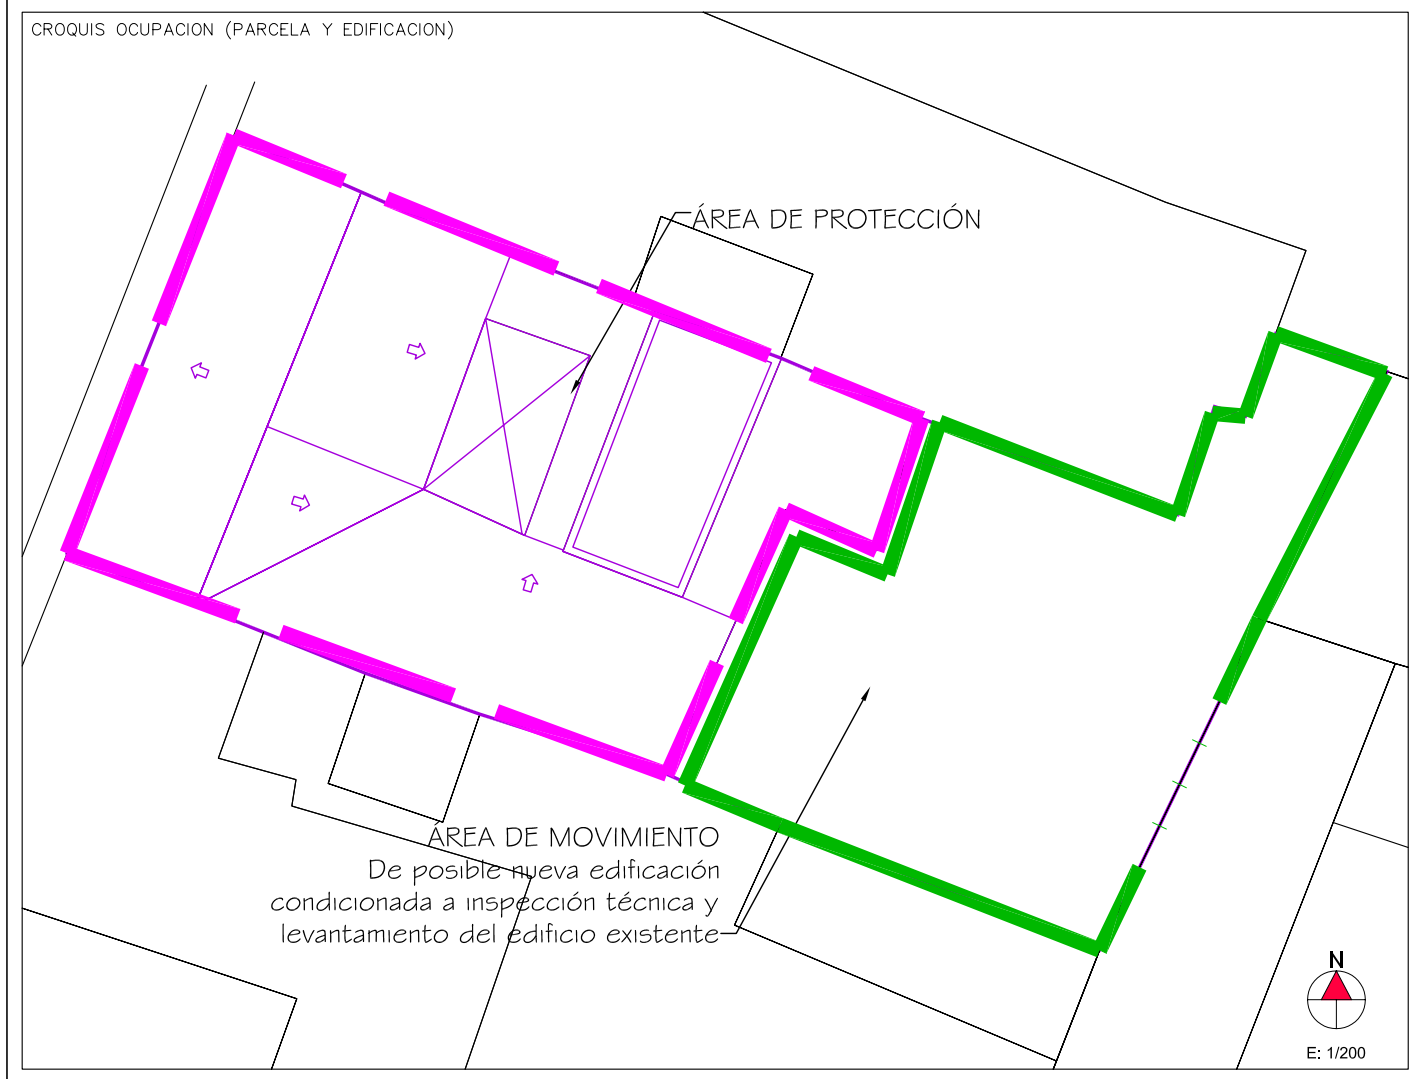 CROQUIS OCUPACION (PARCELA Y EDIFICACION)
ÁREA DE PROTECCIÓN
ÁREA DE MOVIMIENTO
De posible nueva edificación
condicionada a inspección técnica y
levantamiento del edificio existente
N
E: 1/200